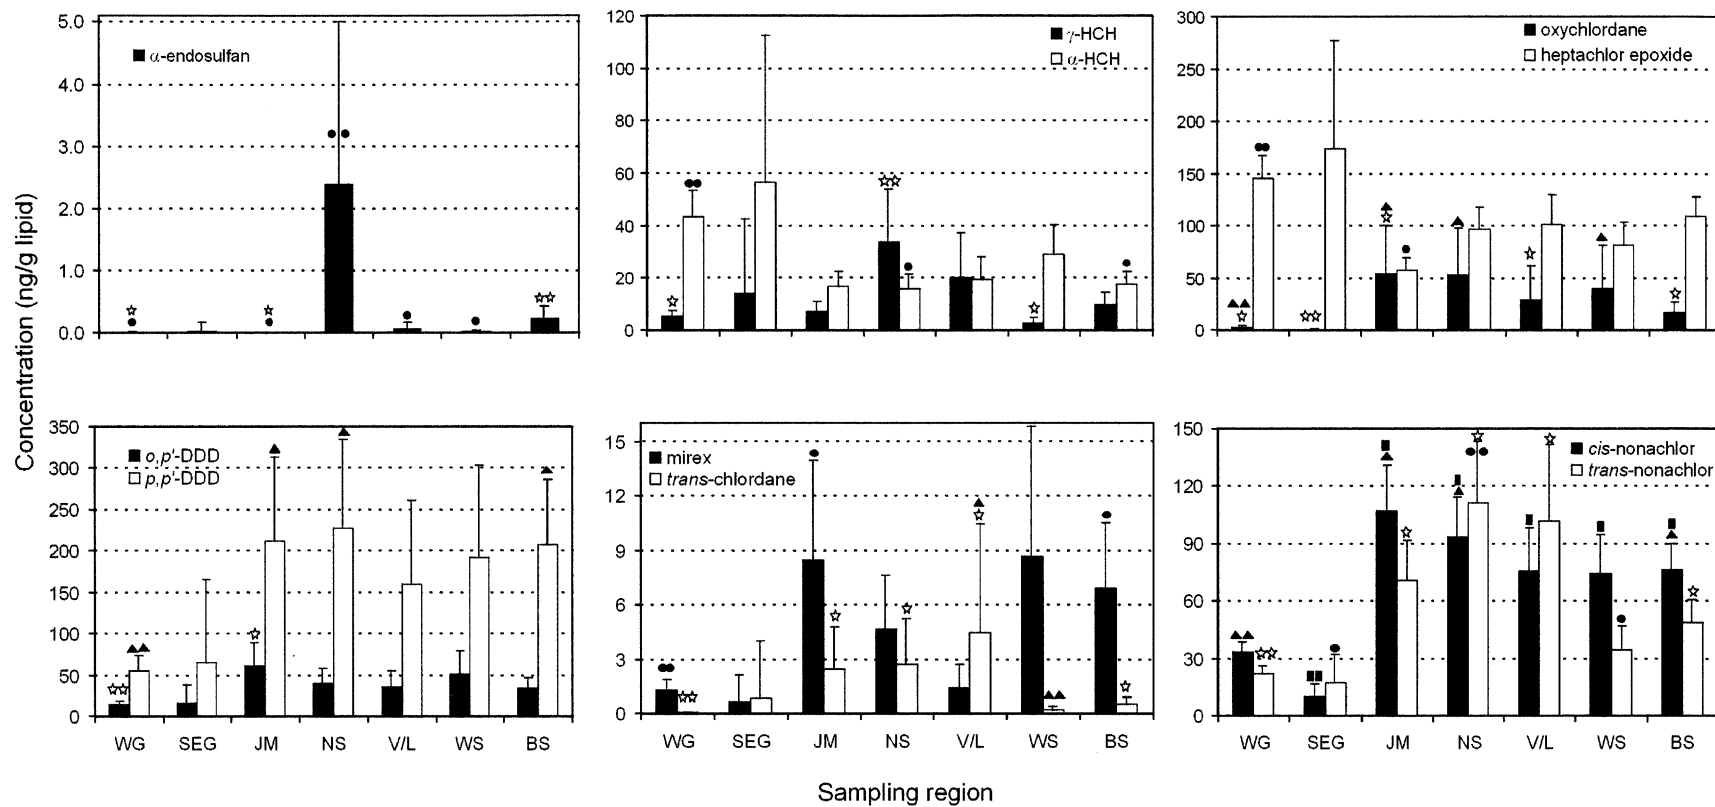 Concentration (ng/g lipid)
5.0
4.0
3.0
2.0
1.0
0.0
α-endosulfan
120
100
80
60
40
20
0
γ-HCH
α-HCH
300
250
200
150
100
50
0
oxychlordane
heptachlor epoxide
350
300
250
200
150
100
50
0
o,p'-DDD
p,p'-DDD
WG SEG JM NS V/L WS BS
15
12
9
6
3
0
mirex
trans-chlordane
WG SEG JM NS V/L WS BS
150
120
90
60
30
0
cis-nonachlor
trans-nonachlor
WG SEG JM NS V/L WS BS
Sampling region